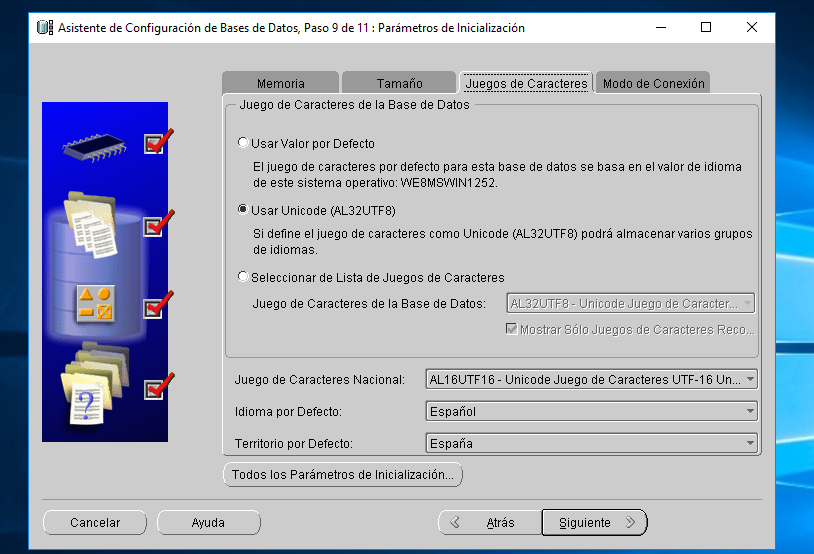 Asistente de Configuración de Bases de Datos, Paso 9 de 11 : Parámetros de Inicialización
Memoria
Tamaño
Juegos de Caracteres
Modo de Conexión
Juego de Caracteres de la Base de Datos
Usar Valor por Defecto
El juego de caracteres por defecto para esta base de datos se basa en el valor de idioma
de este sistema operativo: WE8MSWIN1252.
Usar Unicode (AL32UTF8)
Si define el juego de caracteres como Unicode (AL32UTF8) podrá almacenar varios grupos
de idiomas.
Seleccionar de Lista de Juegos de Caracteres
Juego de Caracteres de la Base de Datos:
AL32UTF8 - Unicode Juego de Caracter...
Mostrar Sólo Juegos de Caracteres Reco...
Juego de Caracteres Nacional:
AL16UTF16 - Unicode Juego de Caracteres UTF-16 Un...
Idioma por Defecto:
Español
Territorio por Defecto:
España
Todos los Parámetros de Inicialización...
Cancelar
Ayuda
Atrás
Siguiente